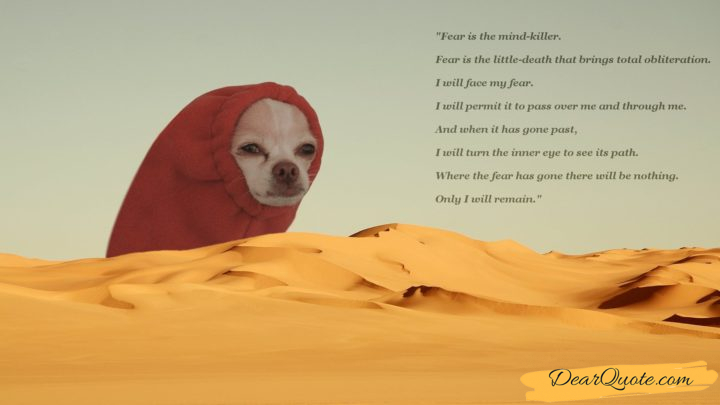 "Fear is the mind-killer.
Fear is the little-death that brings total obliteration.
I will face my fear.
I will permit it to pass over me and through me.
And when it has gone past,
I will turn the inner eye to see its path.
Where the fear has gone there will be nothing.
Only I will remain."
DearQuote.com